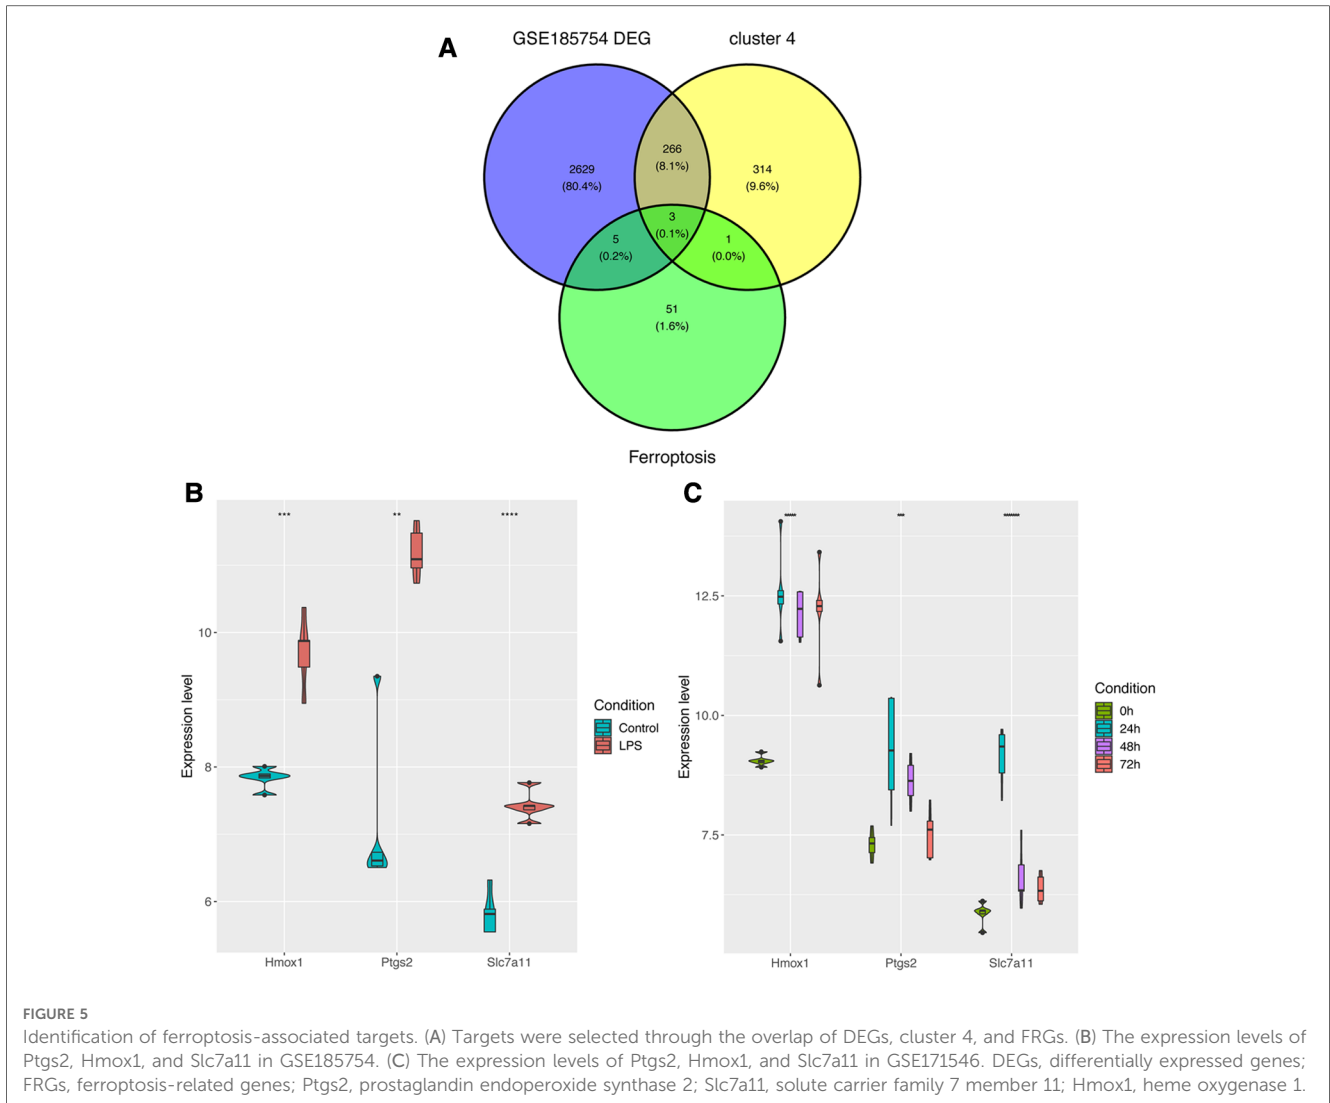 A
GSE185754 DEG
cluster 4
266
(8.1%)
2629
(80.4%)
314
(9.6%)
3
(0.1%)
5
(0.2%)
1
(0.0%)
51
(1.6%)
Ferroptosis
B
***
**
****
10
8
6
Expression level
Hmox1
Ptgs2
Slc7a11
Condition
Control
LPS
C
12.5
10.0
7.5
Expression level
Hmox1
Ptgs2
Slc7a11
Condition
0h
24h
48h
72h
FIGURE 5
Identification of ferroptosis-associated targets. (A) Targets were selected through the overlap of DEGs, cluster 4, and FRGs. (B) The expression levels of
Ptgs2, Hmox1, and Slc7a11 in GSE185754. (C) The expression levels of Ptgs2, Hmox1, and Slc7a11 in GSE171546. DEGs, differentially expressed genes;
FRGs, ferroptosis-related genes; Ptgs2, prostaglandin endoperoxide synthase 2; Slc7a11, solute carrier family 7 member 11; Hmox1, heme oxygenase 1.